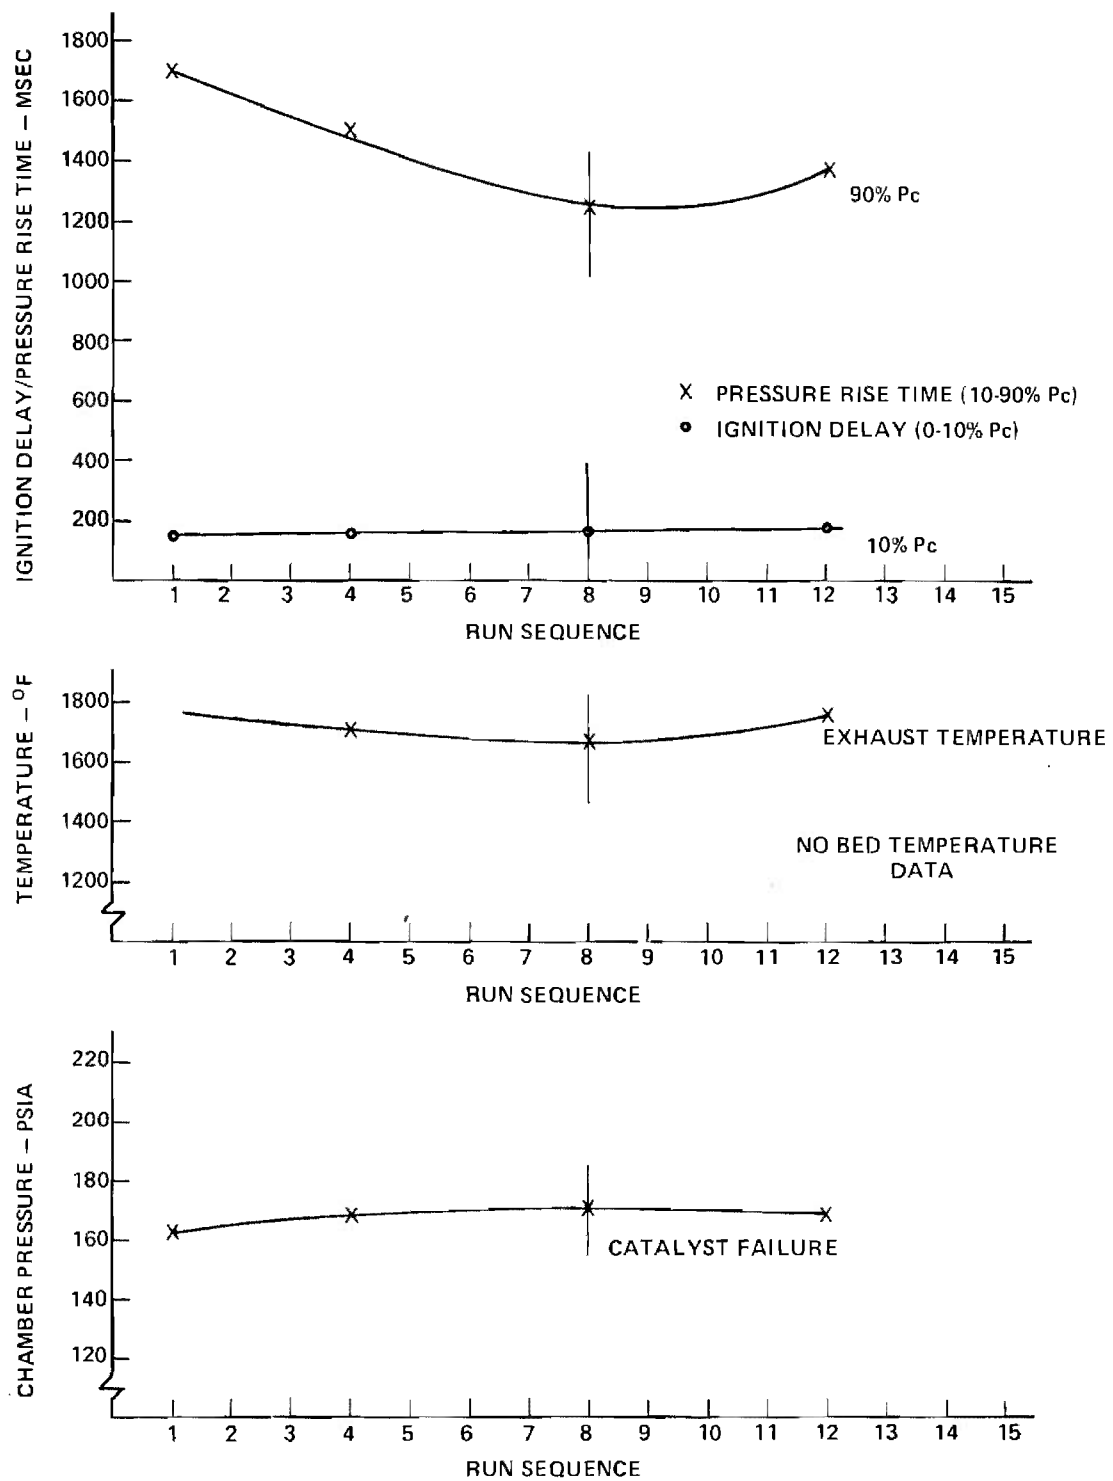 IGNITION DELAY/PRESSURE RISE TIME – MSEC
1800
1600
1400
1200
1000
800
600
400
200
90% Pc
X PRESSURE RISE TIME (10-90% Pc)
IGNITION DELAY (0-10% Pc)
10% Pc
1 2 3 4 5 6 7 8 9 10 11 12 13 14 15
RUN SEQUENCE
TEMPERATURE – °F
1800
1600
1400
1200
EXHAUST TEMPERATURE
NO BED TEMPERATURE
DATA
1 2 3 4 5 6 7 8 9 10 11 12 13 14 15
RUN SEQUENCE
CHAMBER PRESSURE – PSIA
220
200
180
160
140
120
CATALYST FAILURE
1 2 3 4 5 6 7 8 9 10 11 12 13 14 15
RUN SEQUENCE